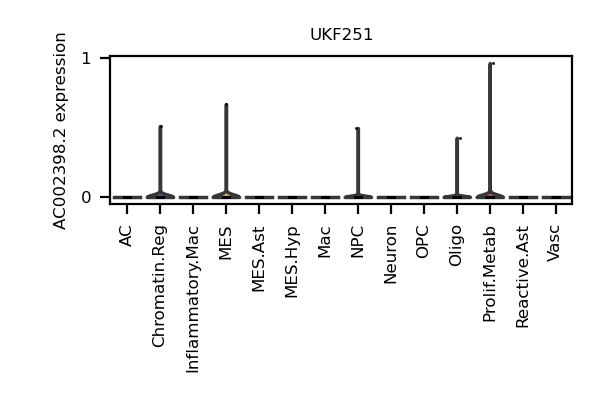 UKF251
AC002398.2 expression
1
0
AC
Chromatin.Reg
Inflammatory.Mac
MES
MES.Ast
MES.Hyp
Mac
NPC
Neuron
OPC
Oligo
Prolif.Metab
Reactive.Ast
Vasc